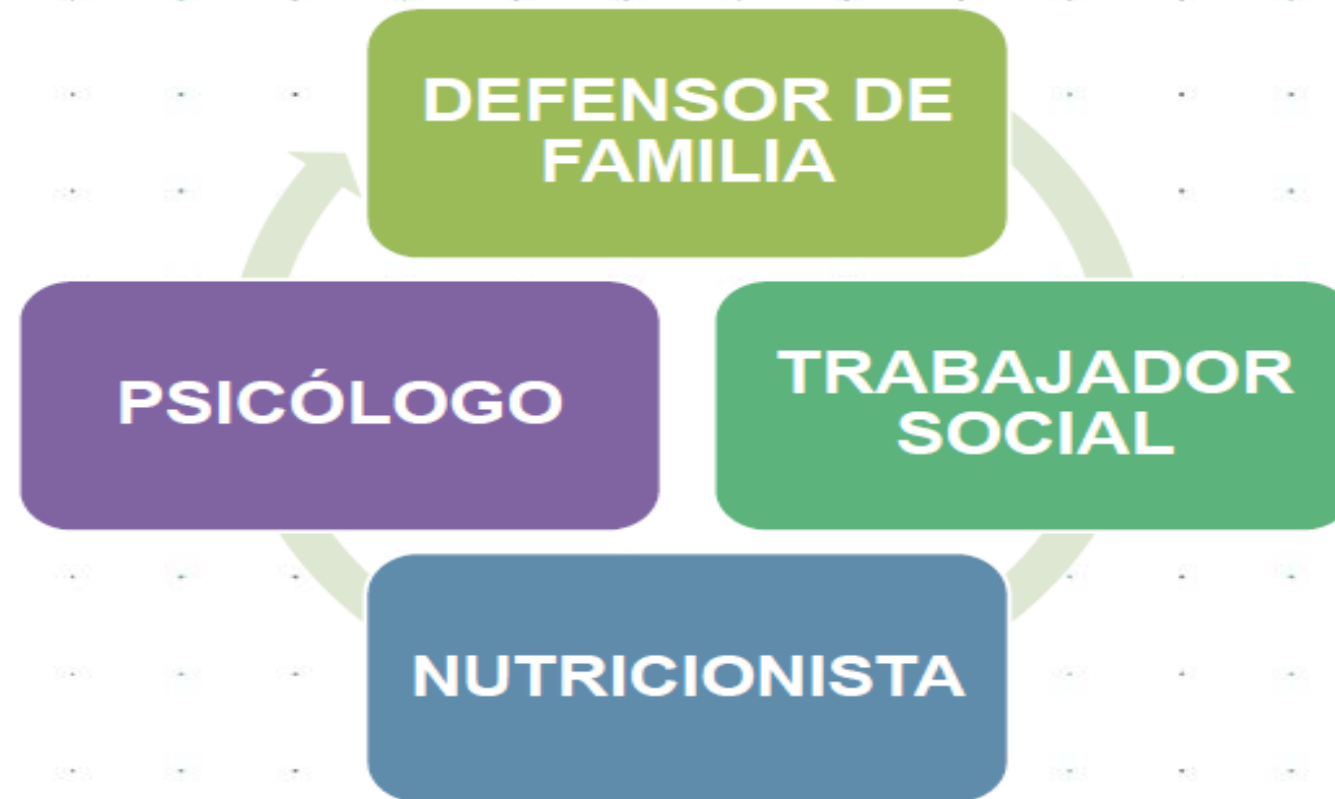 DEFENSOR DE
FAMILIA
PSICÓLOGO
TRABAJADOR
SOCIAL
NUTRICIONISTA